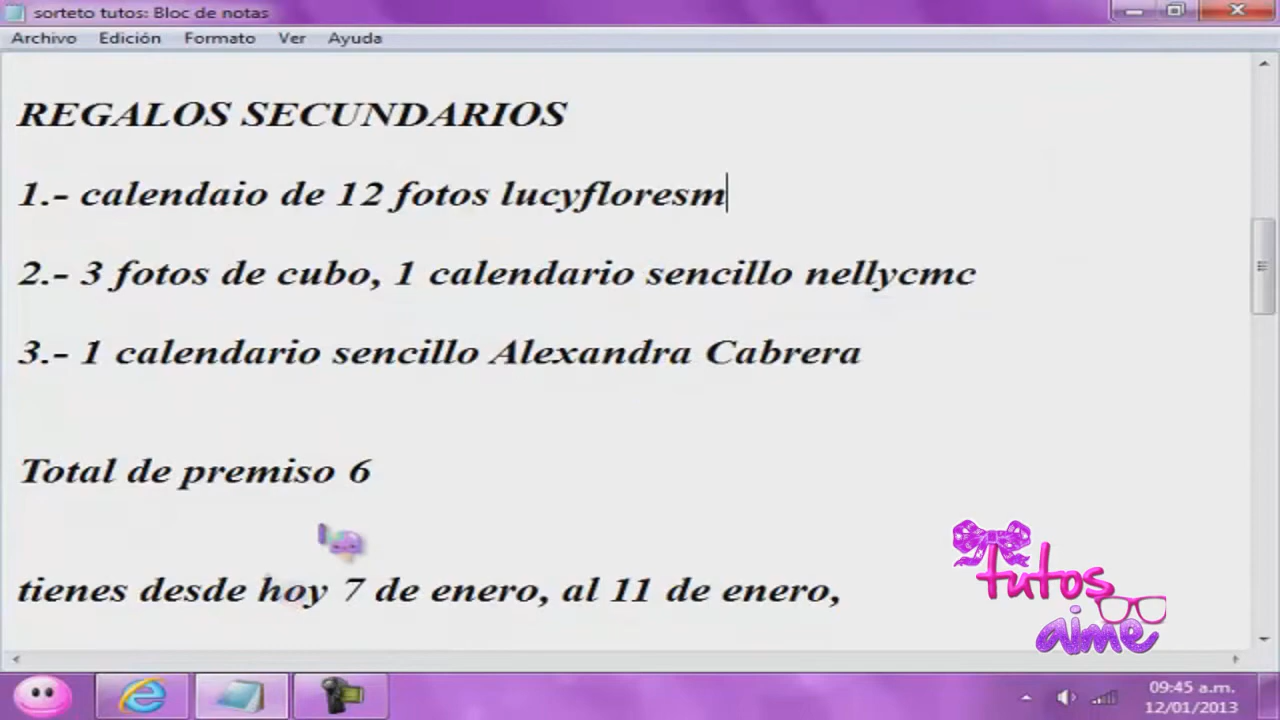 sorteto tutos: Bloc de notas
Archivo Edición Formato Ver Ayuda
REGALOS SECUNDARIOS
1.- calendaio de 12 fotos lucyfloresm
2.- 3 fotos de cubo, 1 calendario sencillo nellycmc
3.- 1 calendario sencillo Alexandra Cabrera
Total de premiso 6
tienes desde hoy 7 de enero, al 11 de enero,
tutos
aime
09:45 a.m.
12/01/2013